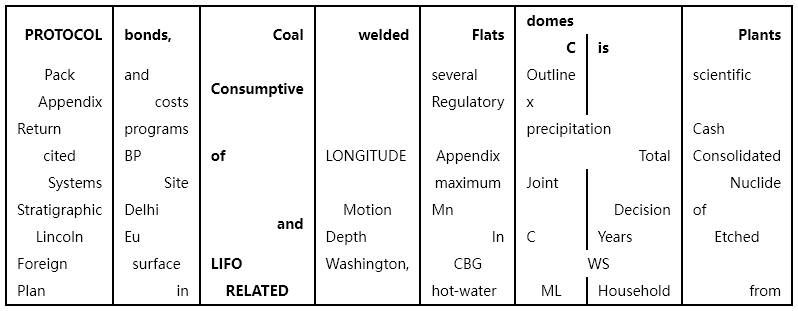 domes
PROTOCOL bonds, Coal welded Flats C is Plants
Pack and several Outline scientific
Consumptive
Appendix costs Regulatory x
Return programs precipitation Cash
cited BP of LONGITUDE Appendix Total Consolidated
Systems Site maximum Joint Nuclide
Stratigraphic Delhi Motion Mn Decision of
and
Lincoln Eu Depth In C Years Etched
Foreign surface LIFO Washington, CBG WS
Plan in RELATED hot-water ML Household from